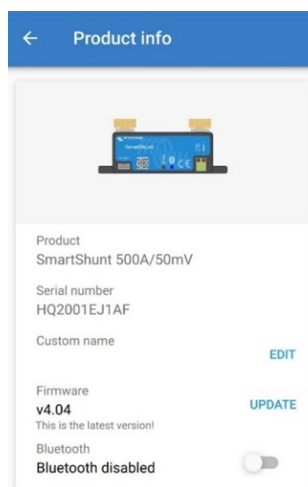 Product info
Product
SmartShunt 500A/50mV
Serial number
HQ2001EJ1AF
Custom name
EDIT
Firmware
v4.04
UPDATE
This is the latest version!
Bluetooth
Bluetooth disabled